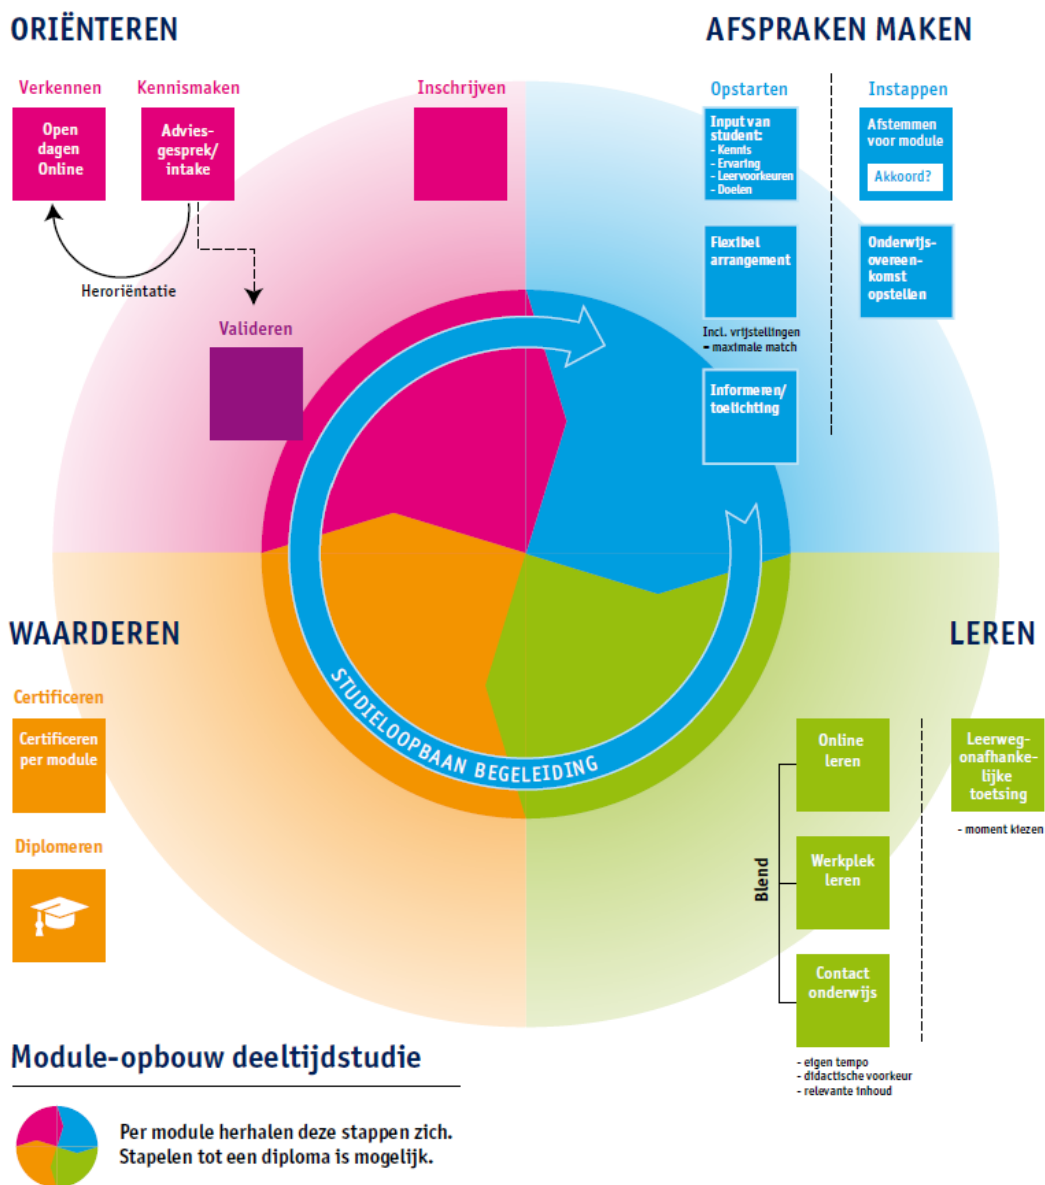 ORIËNTEREN
Verkennen
Open
dagen
Online
Kennismaken
Advies-
gesprek/
intake
Inschrijven
Heroriëntatie
Valideren
AFSPRAKEN MAKEN
Opstarten
Input van
student:
- Kennis
- Ervaring
- Leervoorkeuren
- Doelen
Flexibel
arrangement
Incl. vrijstellingen
= maximale match
Informeren/
toelichting
Instappen
Afstemmen
voor module
Akkoord?
Onderwijs-
overeen-
komst
opstellen
STUDIELOOPBAAN BEGELEIDING
WAARDEREN
Certificeren
Certificeren
per module
Diplomeren
LEREN
Online
leren
Werkplek
leren
Contact
onderwijs
Blend
- eigen tempo
- didactische voorkeur
- relevante inhoud
Leerweg-
onafhanke-
lijke
toetsing
- moment kiezen
Module-opbouw deeltijdstudie
Per module herhalen deze stappen zich.
Stapelen tot een diploma is mogelijk.